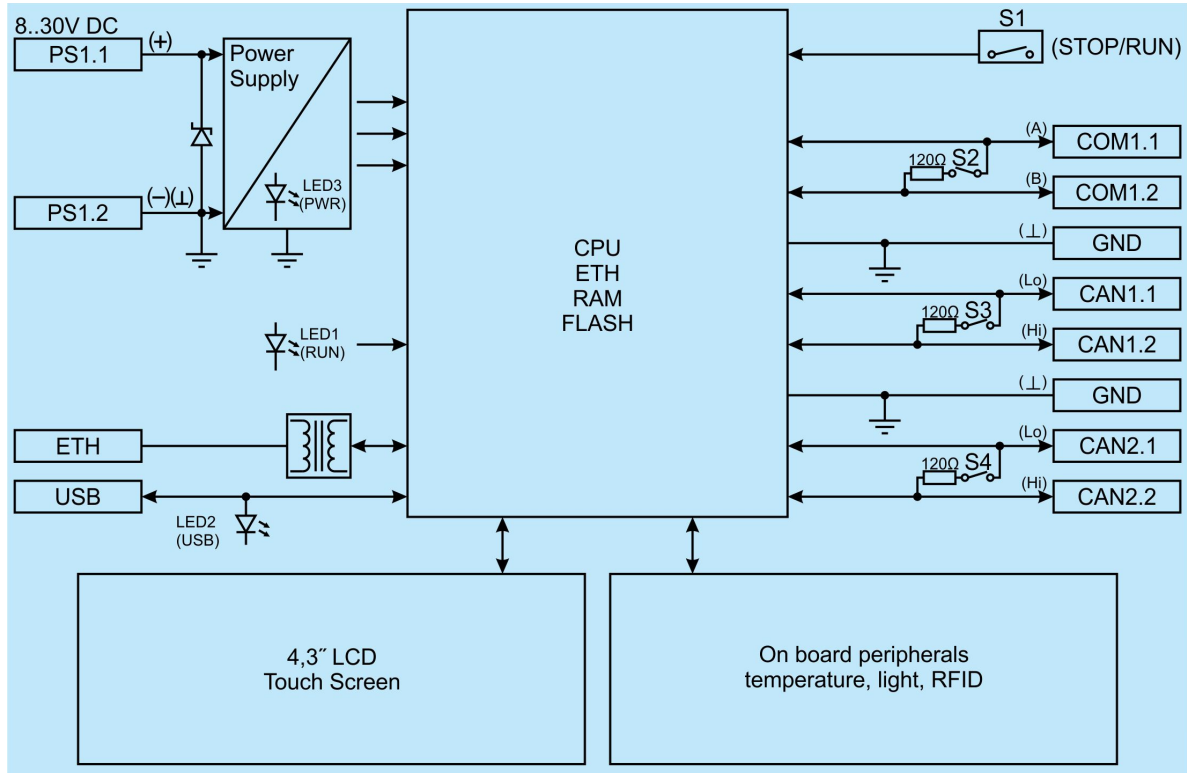 8..30V DC
PS1.1
(+)
Power
Supply
LED3
(PWR)
PS1.2
(–)(⊥)
LED1
(RUN)
ETH
USB
LED2
(USB)
CPU
ETH
RAM
FLASH
S1
(STOP/RUN)
(A)
COM1.1
120Ω S2
(B)
COM1.2
(⊥)
GND
(Lo)
CAN1.1
120Ω S3
(Hi)
CAN1.2
(⊥)
GND
(Lo)
CAN2.1
120Ω S4
(Hi)
CAN2.2
4,3˝ LCD
Touch Screen
On board peripherals
temperature, light, RFID